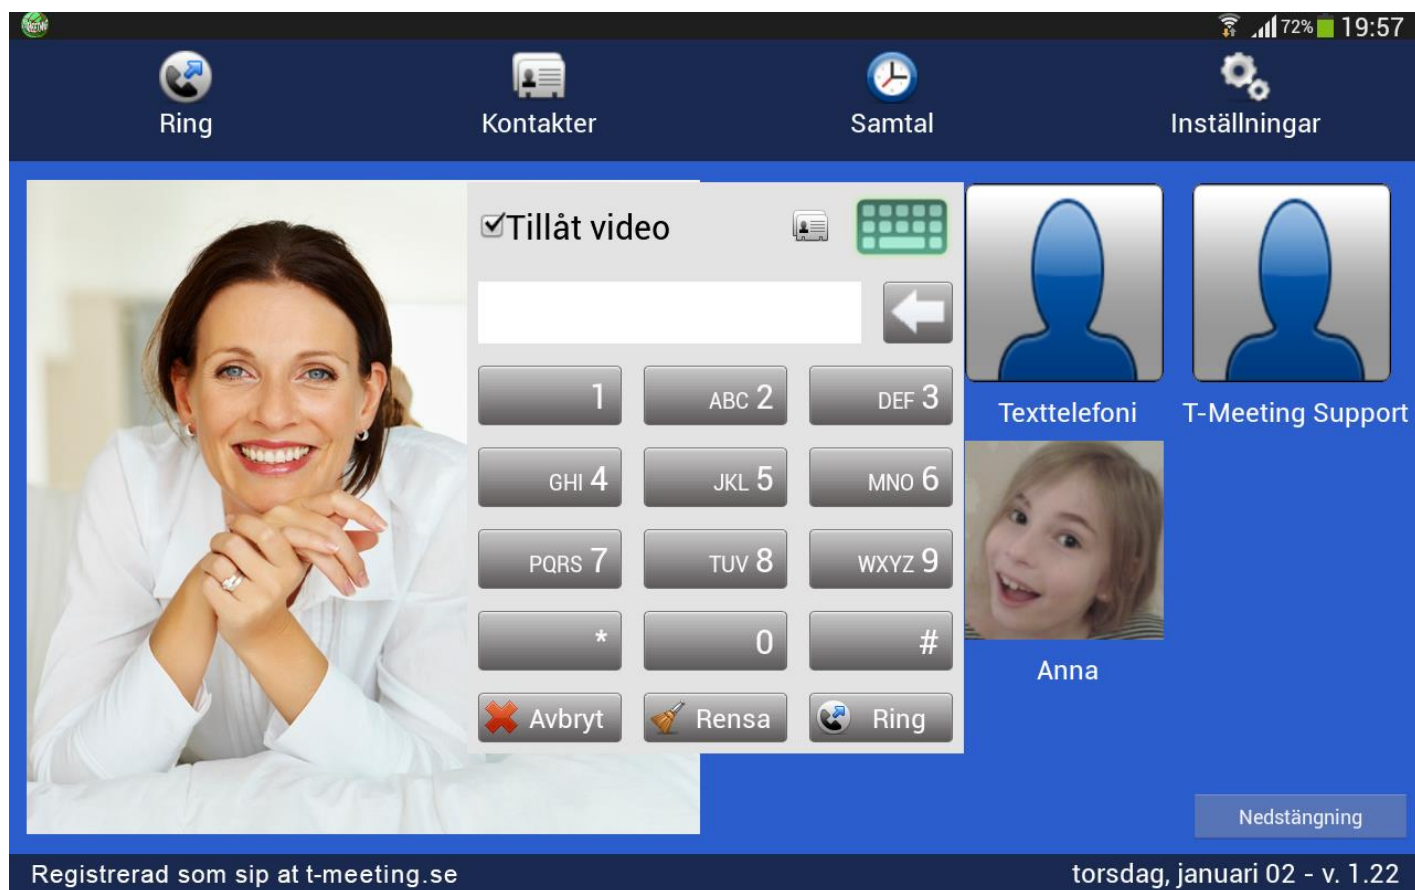 72% 19:57
Ring
Kontakter
Samtal
Inställningar
Tillåt video
1
ABC 2
DEF 3
GHI 4
JKL 5
MNO 6
PQRS 7
TUV 8
WXYZ 9
*
0
#
Avbryt
Rensa
Ring
Texttelefoni
T-Meeting Support
Anna
Nedstängning
Registrerad som sip at t-meeting.se
torsdag, januari 02 - v. 1.22